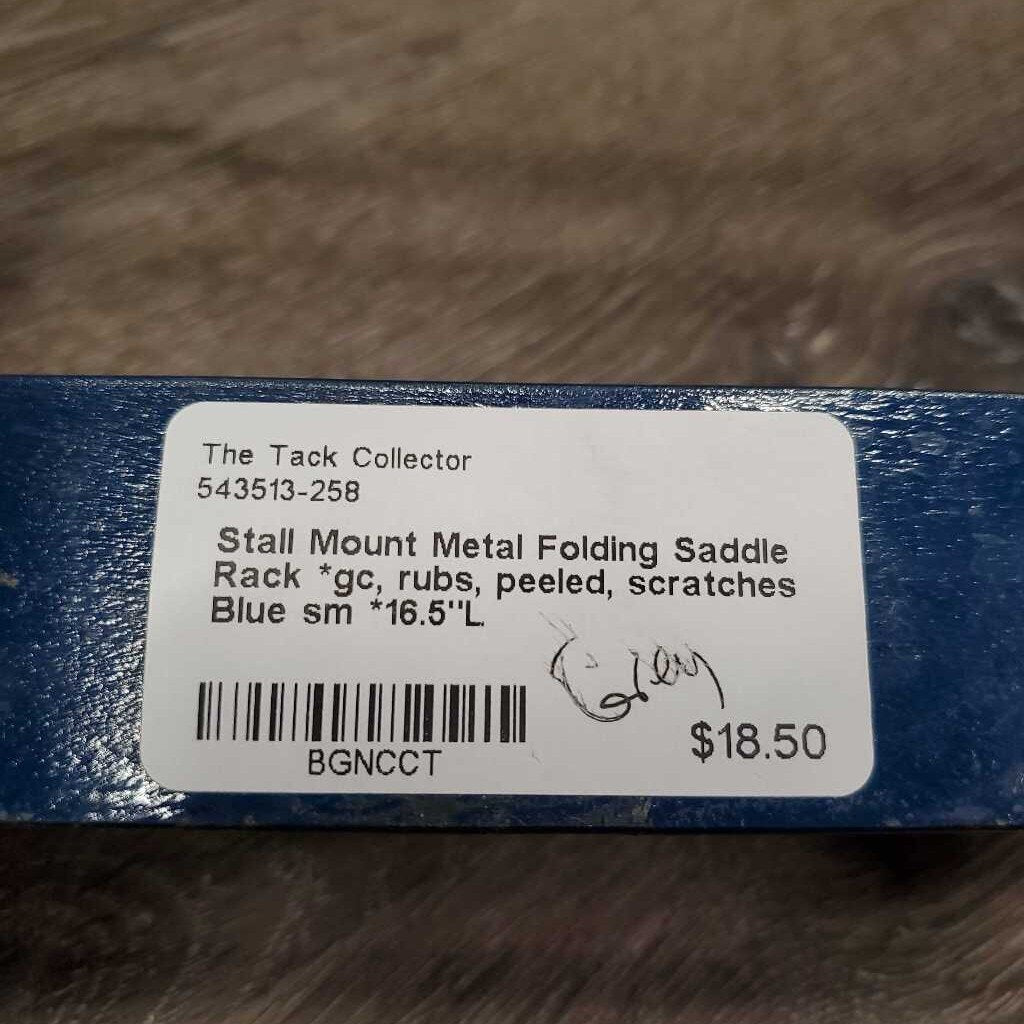 The Tack Collector
543513-258
Stall Mount Metal Folding Saddle
Rack *gc, rubs, peeled, scratches
Blue sm *16.5"L.
Grey
$18.50
BGNCCT